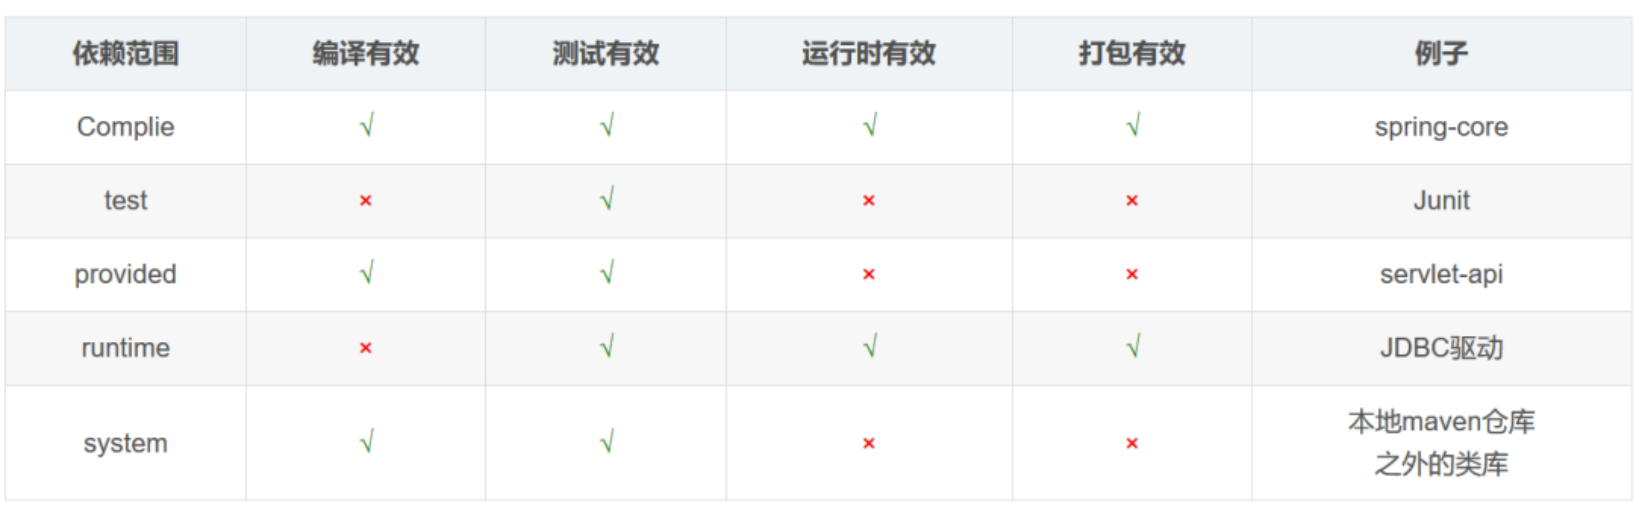 依赖范围 编译有效 测试有效 运行时有效 打包有效 例子
Complie √ √ √ √ spring-core
test × √ × × Junit
provided √ √ × × servlet-api
runtime × √ √ √ JDBC驱动
system √ √ × × 本地maven仓库
之外的类库